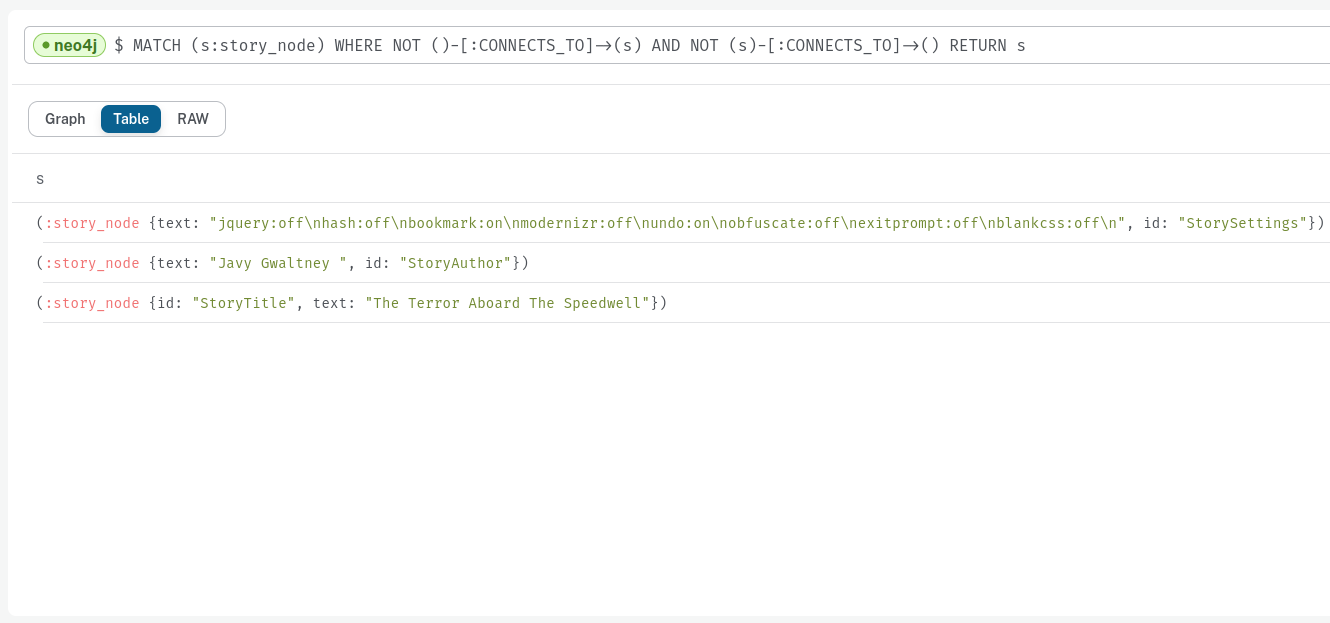 neo4j $ MATCH (s:story_node) WHERE NOT ()-[:CONNECTS_TO]->(s) AND NOT (s)-[:CONNECTS_TO]->() RETURN s
Graph Table RAW
s
(:story_node {text: "jquery:off\nhash:off\nbookmark:on\nmodernizr:off\nundo:on\nobfuscate:off\nexitprompt:off\nblankcss:off\n", id: "StorySettings"})
(:story_node {text: "Javy Gwaltney ", id: "StoryAuthor"})
(:story_node {id: "StoryTitle", text: "The Terror Aboard The Speedwell"})